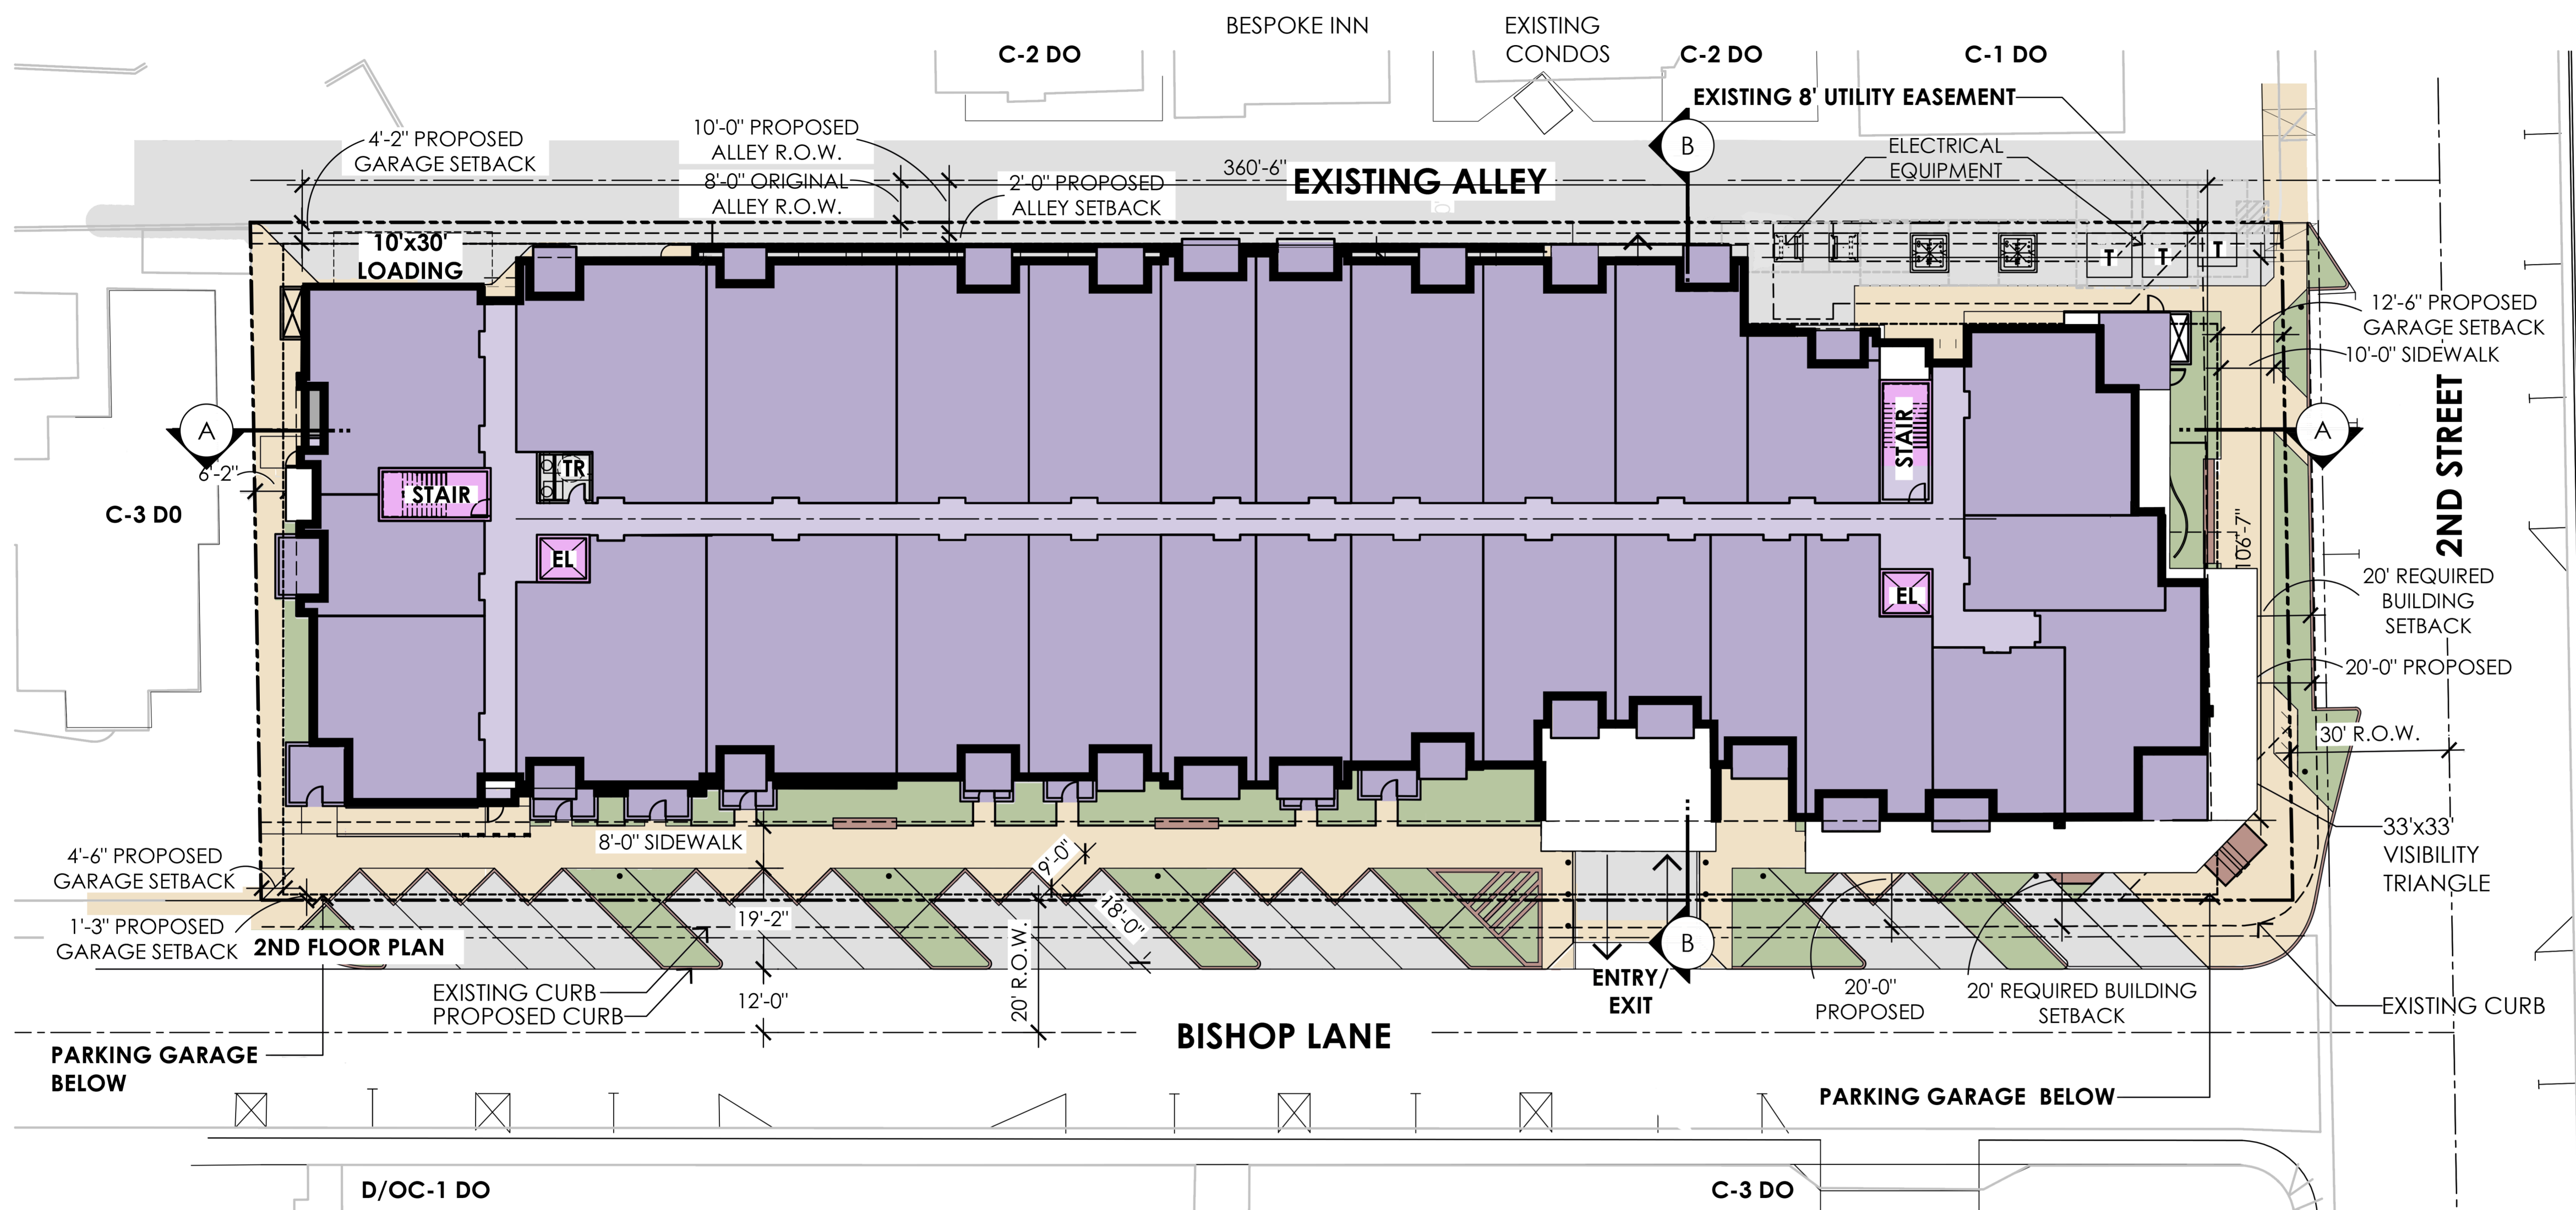 BESPOKE INN
EXISTING
CONDOS
C-2 DO
C-2 DO
C-1 DO
EXISTING 8' UTILITY EASEMENT
4'-2" PROPOSED
GARAGE SETBACK
10'-0" PROPOSED
ALLEY R.O.W.
8'-0" ORIGINAL
ALLEY R.O.W.
2'-0" PROPOSED
ALLEY SETBACK
360'-6"
EXISTING ALLEY
B
ELECTRICAL
EQUIPMENT
10'x30'
LOADING
T
T
T
12'-6" PROPOSED
GARAGE SETBACK
10'-0" SIDEWALK
A
6'-2"
C-3 D0
STAIR
TR
EL
STAIR
EL
A
2ND STREET
106'-7"
20' REQUIRED
BUILDING
SETBACK
20'-0" PROPOSED
30' R.O.W.
33'x33'
VISIBILITY
TRIANGLE
8'-0" SIDEWALK
4'-6" PROPOSED
GARAGE SETBACK
1'-3" PROPOSED
GARAGE SETBACK
2ND FLOOR PLAN
19'-2"
9'-0"
18'-0"
20' R.O.W.
B
EXISTING CURB
PROPOSED CURB
12'-0"
ENTRY/
EXIT
20'-0"
PROPOSED
20' REQUIRED BUILDING
SETBACK
EXISTING CURB
BISHOP LANE
PARKING GARAGE
BELOW
PARKING GARAGE BELOW
D/OC-1 DO
C-3 DO